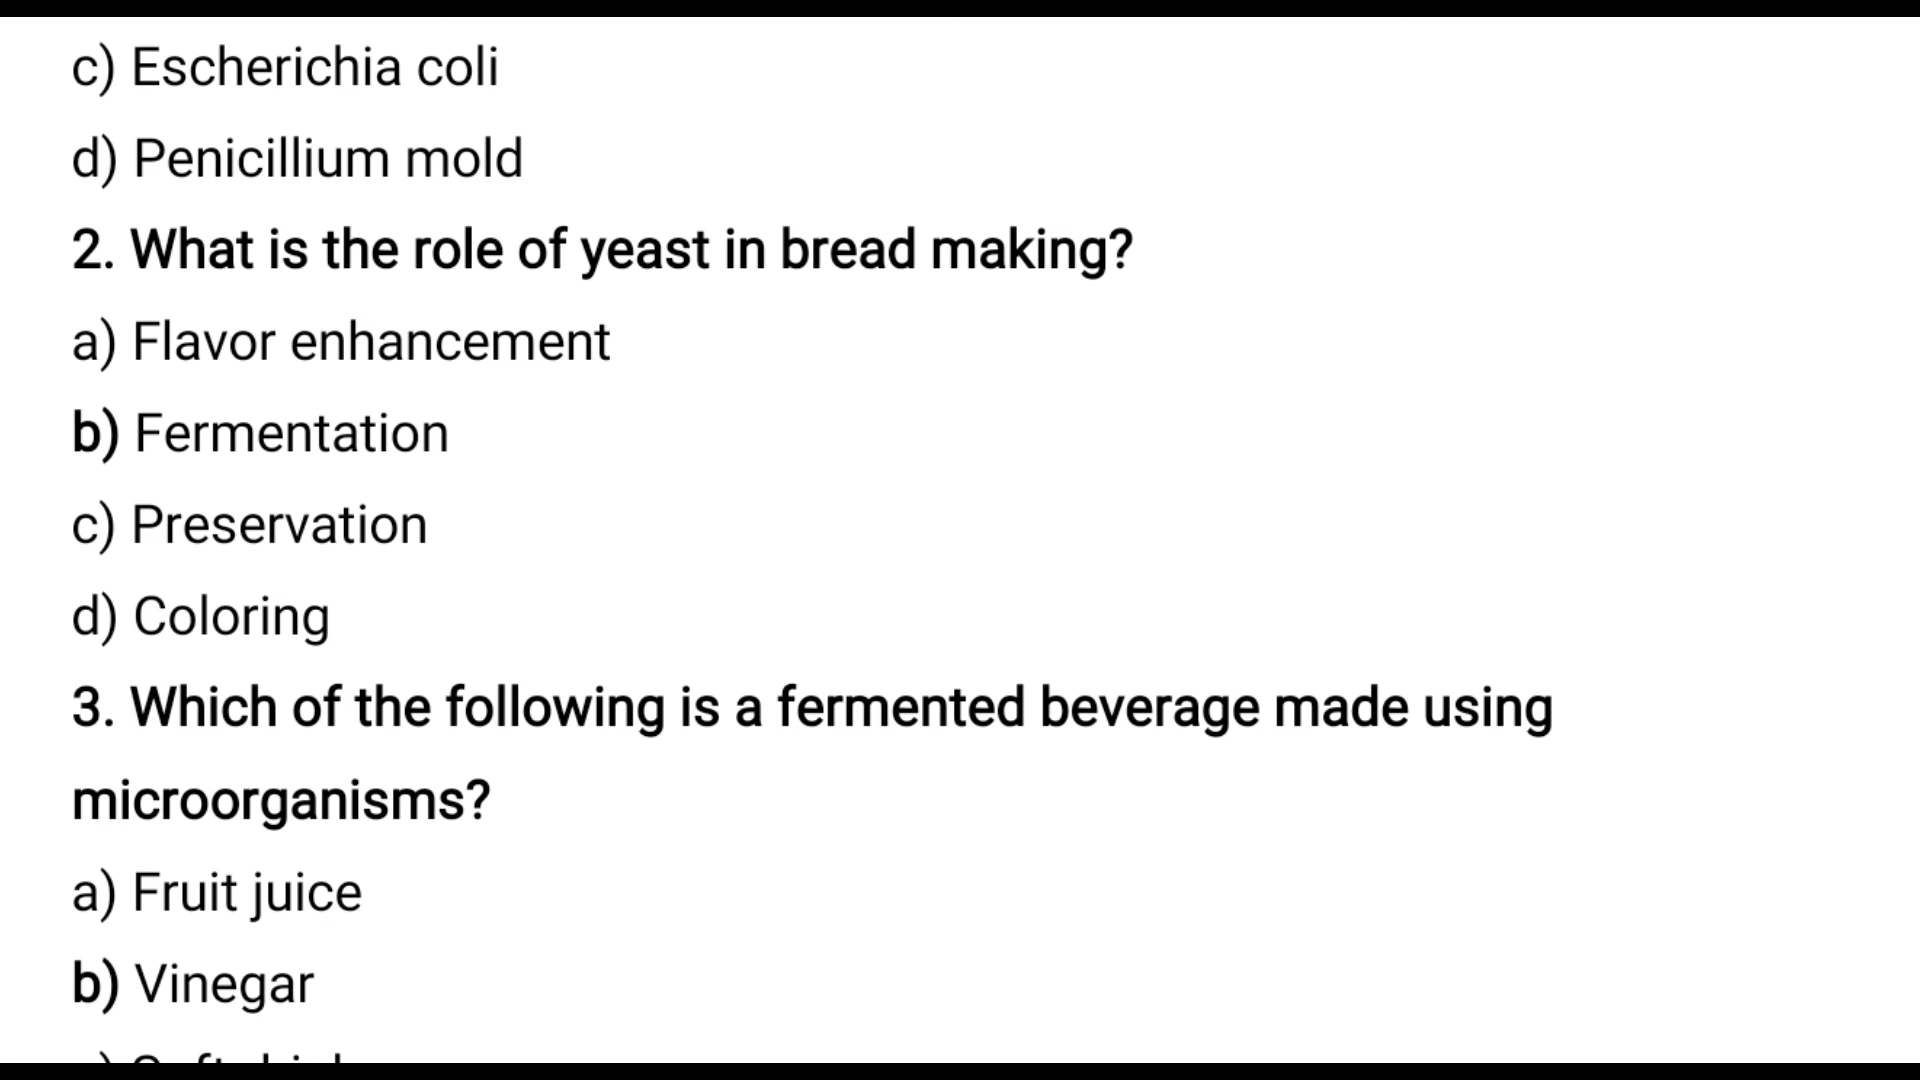 c) Escherichia coli
d) Penicillium mold
2. What is the role of yeast in bread making?
a) Flavor enhancement
b) Fermentation
c) Preservation
d) Coloring
3. Which of the following is a fermented beverage made using
microorganisms?
a) Fruit juice
b) Vinegar